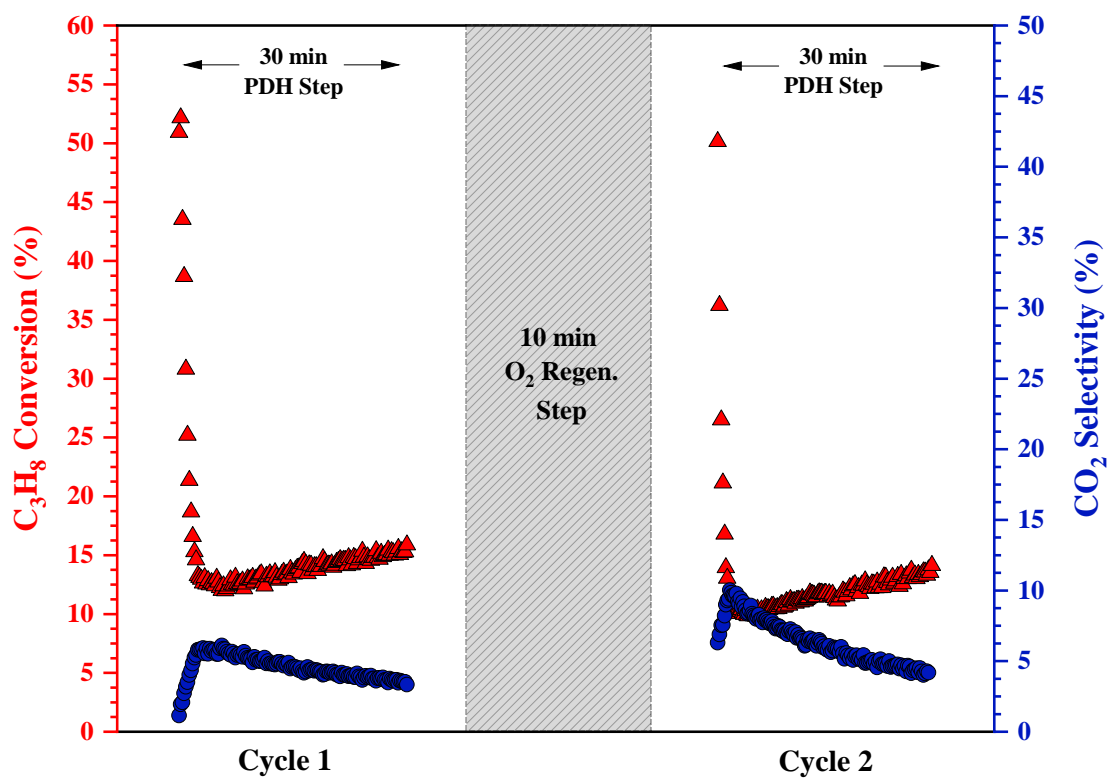 60
55
50
45
40
35
30
25
20
15
10
5
0
C₃H₈ Conversion (%)
30 min
PDH Step
10 min
O₂ Regen.
Step
30 min
PDH Step
50
45
40
35
30
25
20
15
10
5
0
CO₂ Selectivity (%)
Cycle 1
Cycle 2